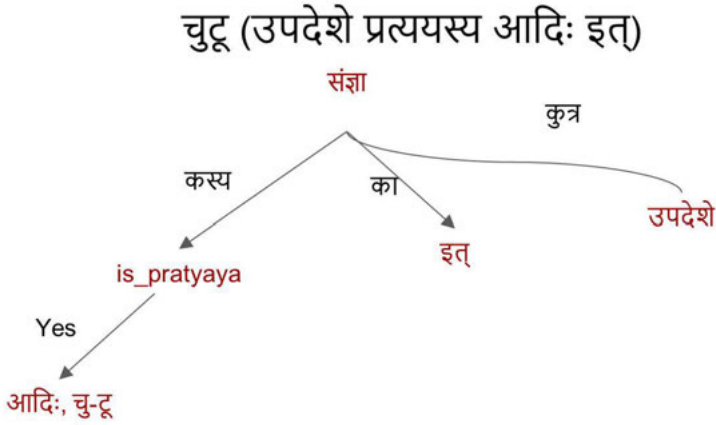 चुटू (उपदेशे प्रत्ययस्य आदिः इत्)
संज्ञा
कुत्र
कस्य
का
उपदेशे
इत्
is_pratyaya
Yes
आदिः, चु-टू